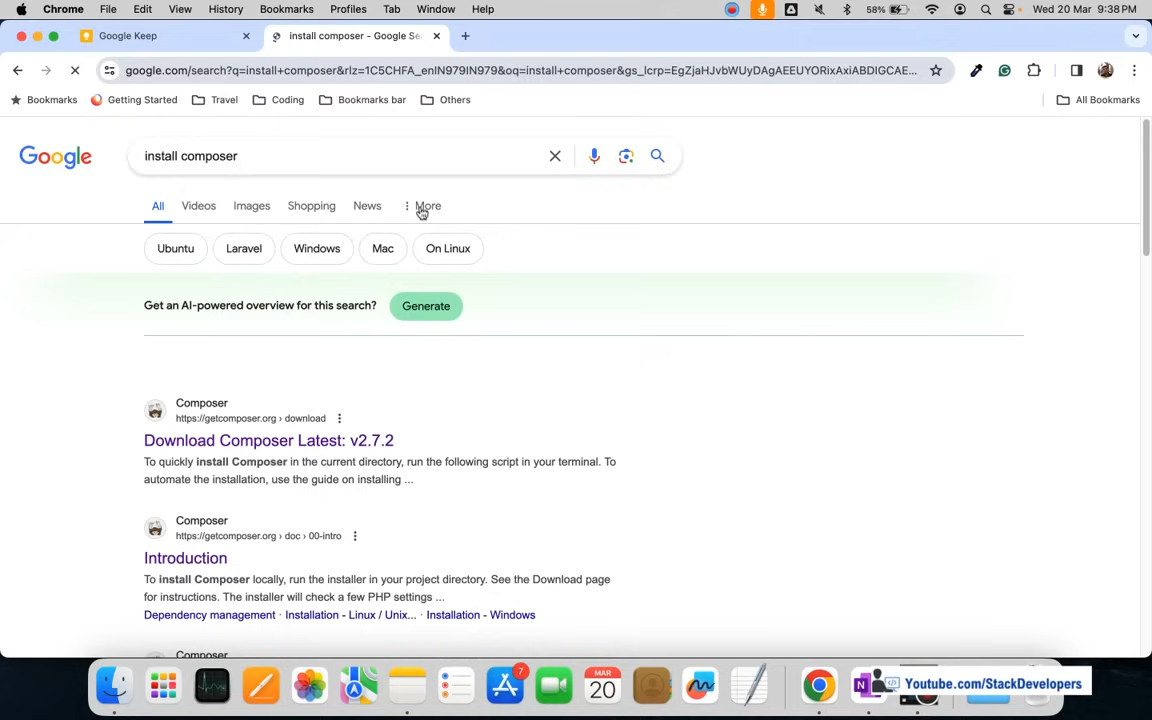 Chrome File Edit View History Bookmarks Profiles Tab Window Help 58% Wed 20 Mar 9:38 PM
Google Keep install composer - Google Se
google.com/search?q=install+composer&rlz=1C5CHFA_enIN979IN979&oq=install+composer&gs_lcrp=EgZjaHJvbWUyDAgAEEUYORixAxiABDIGCAE...
Bookmarks Getting Started Travel Coding Bookmarks bar Others All Bookmarks
Google install composer
All Videos Images Shopping News More
Ubuntu Laravel Windows Mac On Linux
Get an AI-powered overview for this search? Generate
Composer
https://getcomposer.org › download
Download Composer Latest: v2.7.2
To quickly install Composer in the current directory, run the following script in your terminal. To
automate the installation, use the guide on installing ...
Composer
https://getcomposer.org › doc › 00-intro
Introduction
To install Composer locally, run the installer in your project directory. See the Download page
for instructions. The installer will check a few PHP settings ...
Dependency management · Installation - Linux / Unix... · Installation - Windows
Composer
7
MAR
20
Youtube.com/StackDevelopers